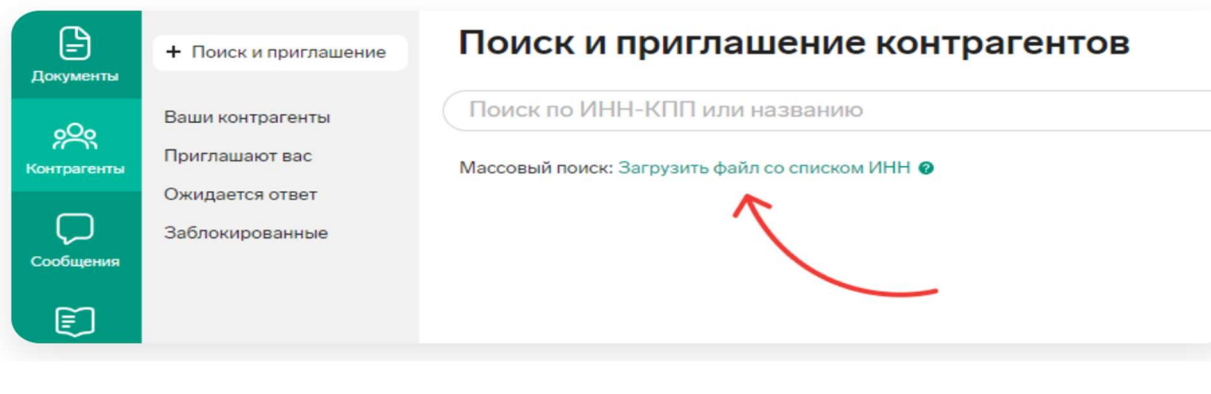 Документы
Контрагенты
Сообщения
+ Поиск и приглашение
Ваши контрагенты
Приглашают вас
Ожидается ответ
Заблокированные
Поиск и приглашение контрагентов
Поиск по ИНН-КПП или названию
Массовый поиск: Загрузить файл со списком ИНН ?